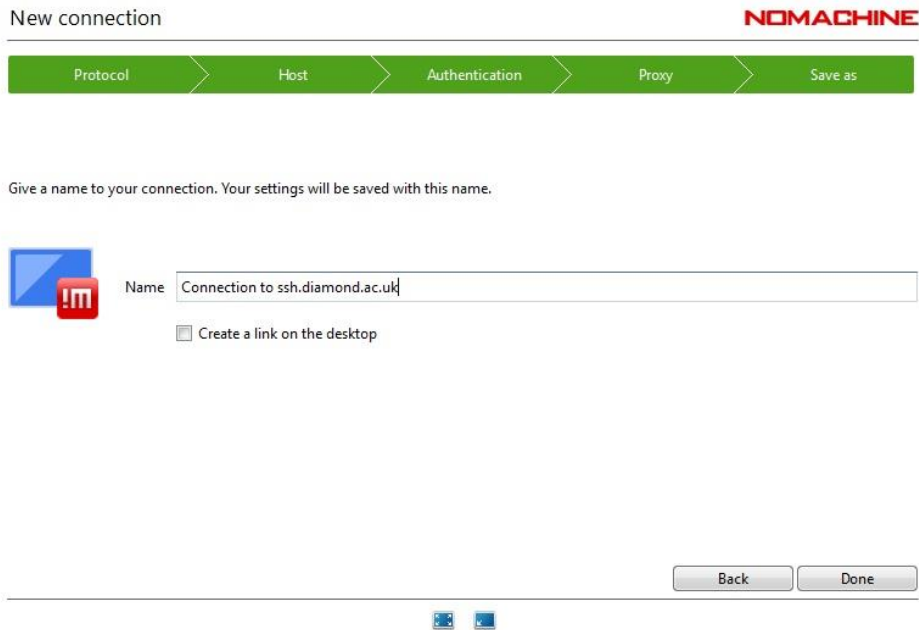 New connection
NOMACHINE
Protocol
Host
Authentication
Proxy
Save as
Give a name to your connection. Your settings will be saved with this name.
!m
Name
Connection to ssh.diamond.ac.uk
Create a link on the desktop
Back
Done